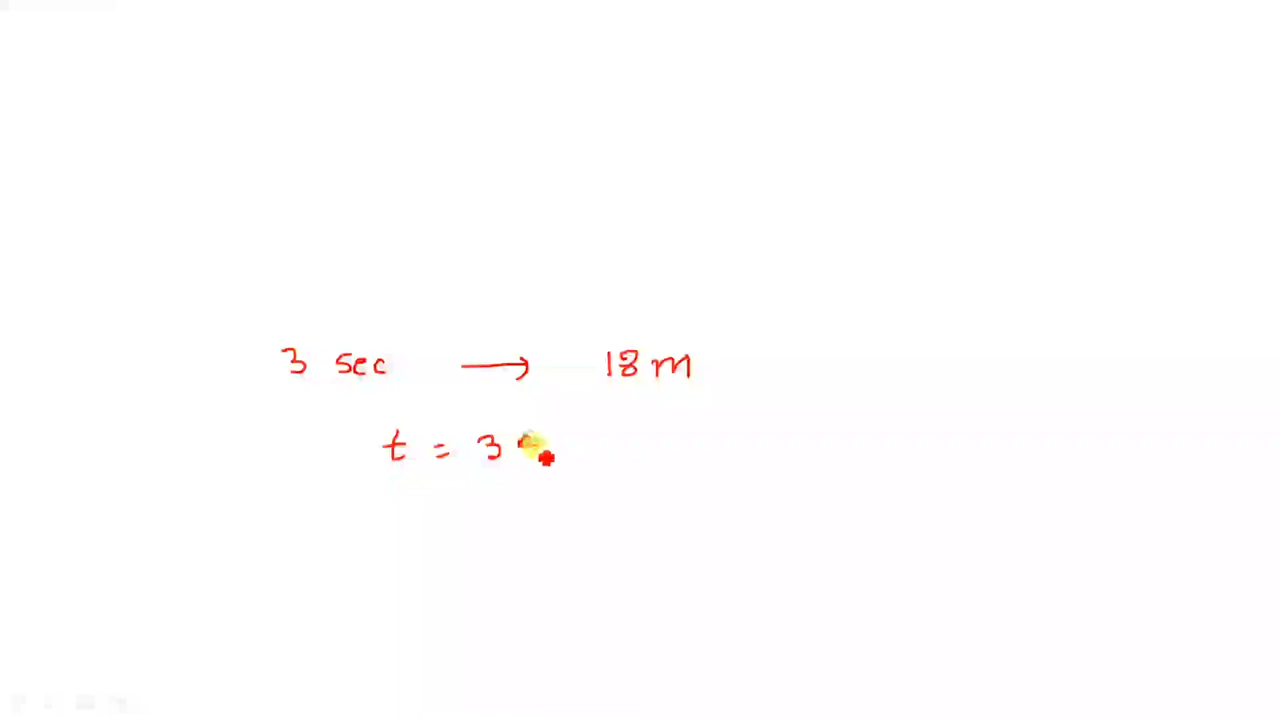 3 sec → 18 m
t = 3